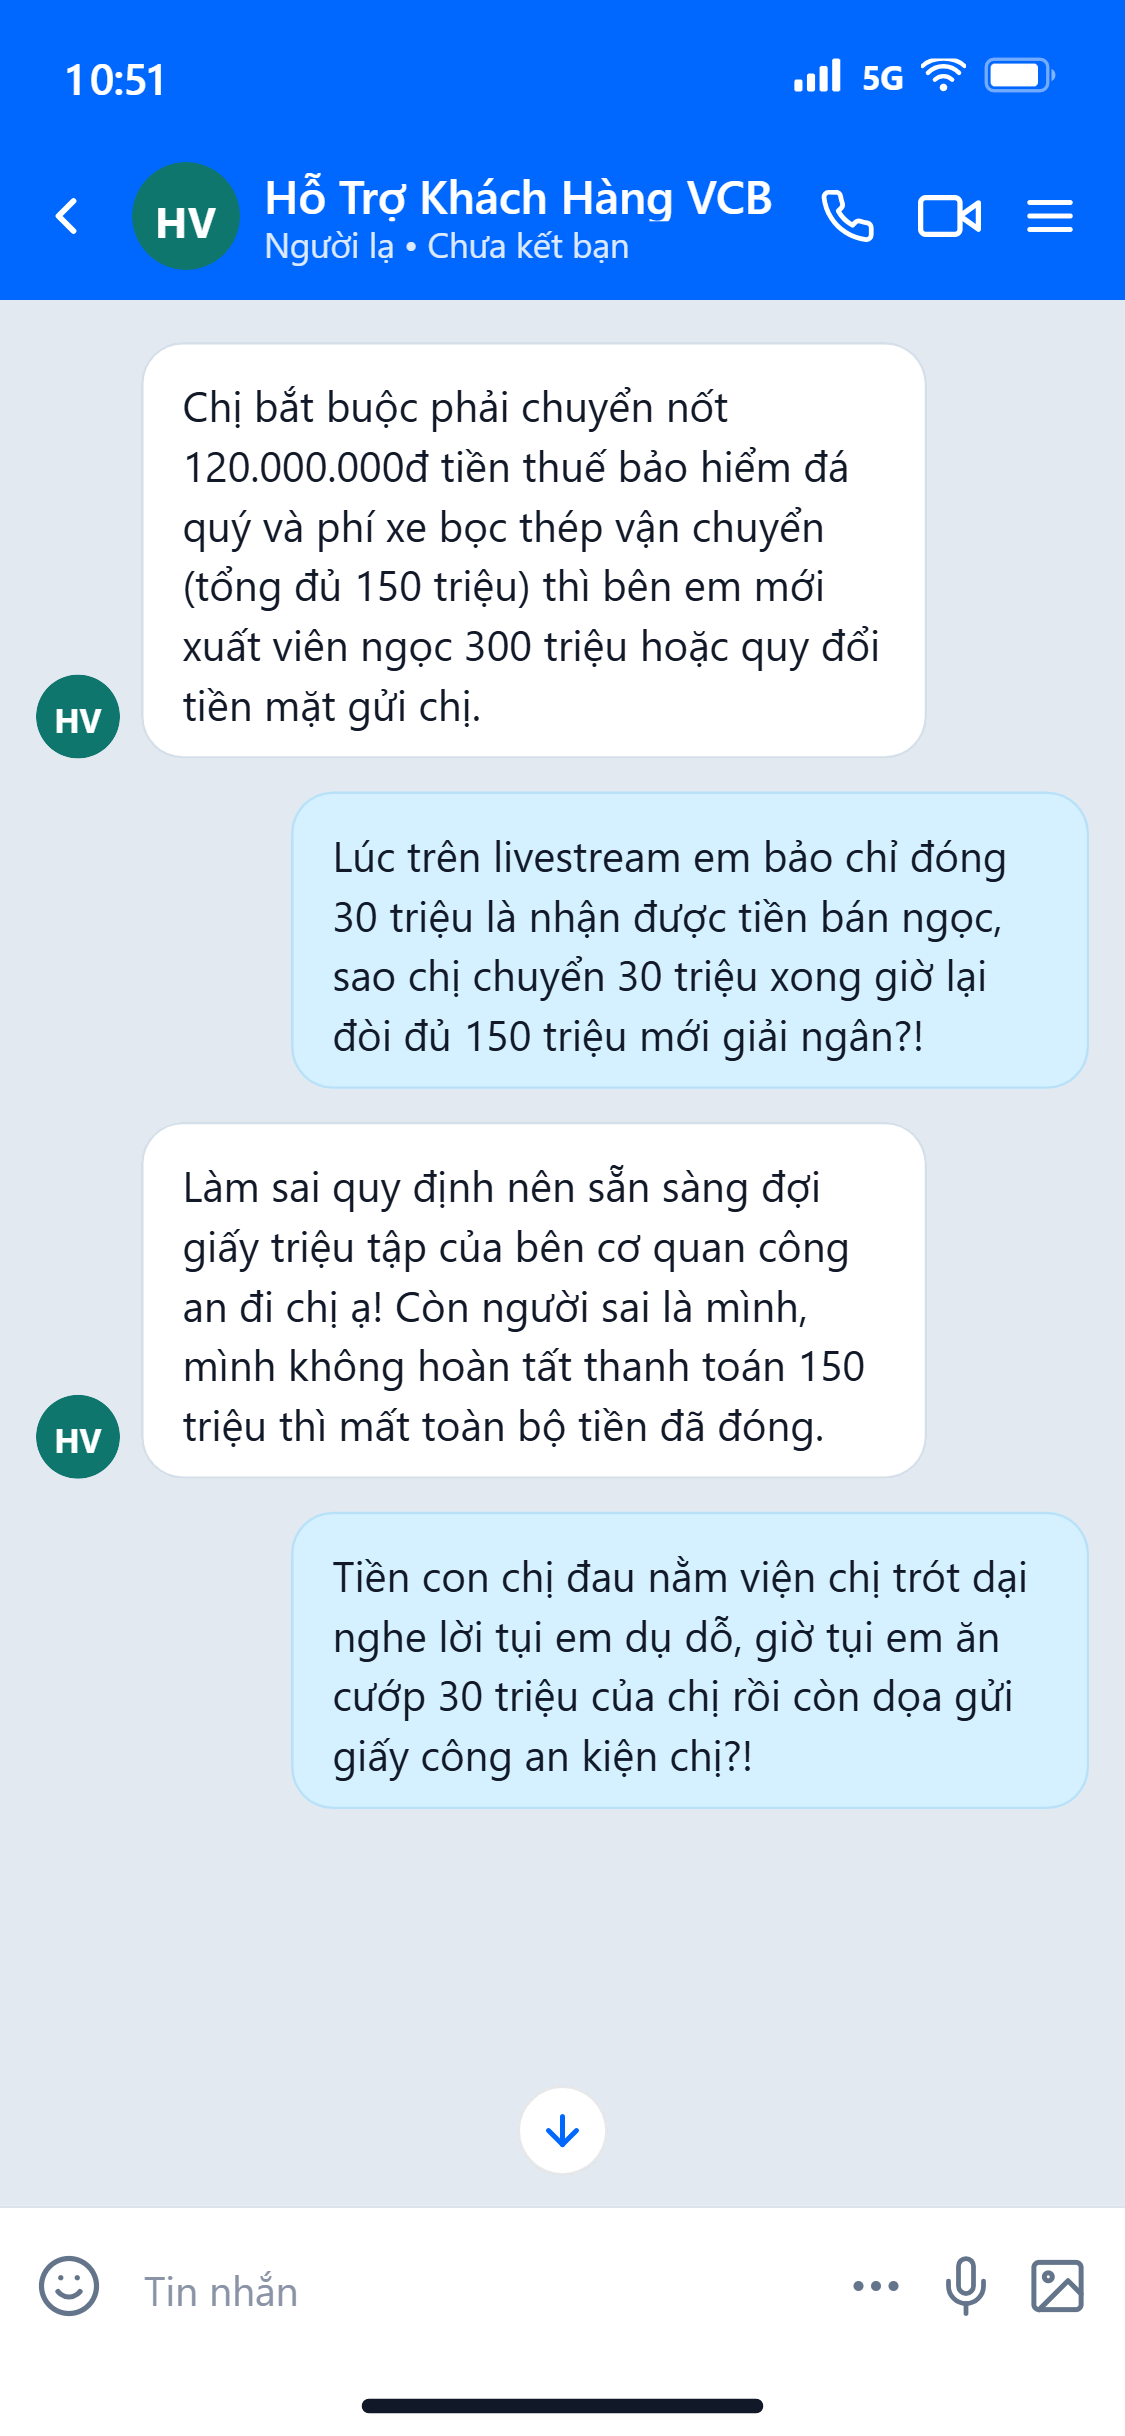 10:51
5G
HV
Hỗ Trợ Khách Hàng VCB
Người lạ • Chưa kết bạn
Chị bắt buộc phải chuyển nốt
120.000.000đ tiền thuế bảo hiểm đá
quý và phí xe bọc thép vận chuyển
(tổng đủ 150 triệu) thì bên em mới
xuất viên ngọc 300 triệu hoặc quy đổi
tiền mặt gửi chị.
HV
Lúc trên livestream em bảo chỉ đóng
30 triệu là nhận được tiền bán ngọc,
sao chị chuyển 30 triệu xong giờ lại
đòi đủ 150 triệu mới giải ngân?!
Làm sai quy định nên sẵn sàng đợi
giấy triệu tập của bên cơ quan công
an đi chị ạ! Còn người sai là mình,
mình không hoàn tất thanh toán 150
triệu thì mất toàn bộ tiền đã đóng.
HV
Tiền con chị đau nằm viện chị trót dại
nghe lời tụi em dụ dỗ, giờ tụi em ăn
cướp 30 triệu của chị rồi còn dọa gửi
giấy công an kiện chị?!
Tin nhắn